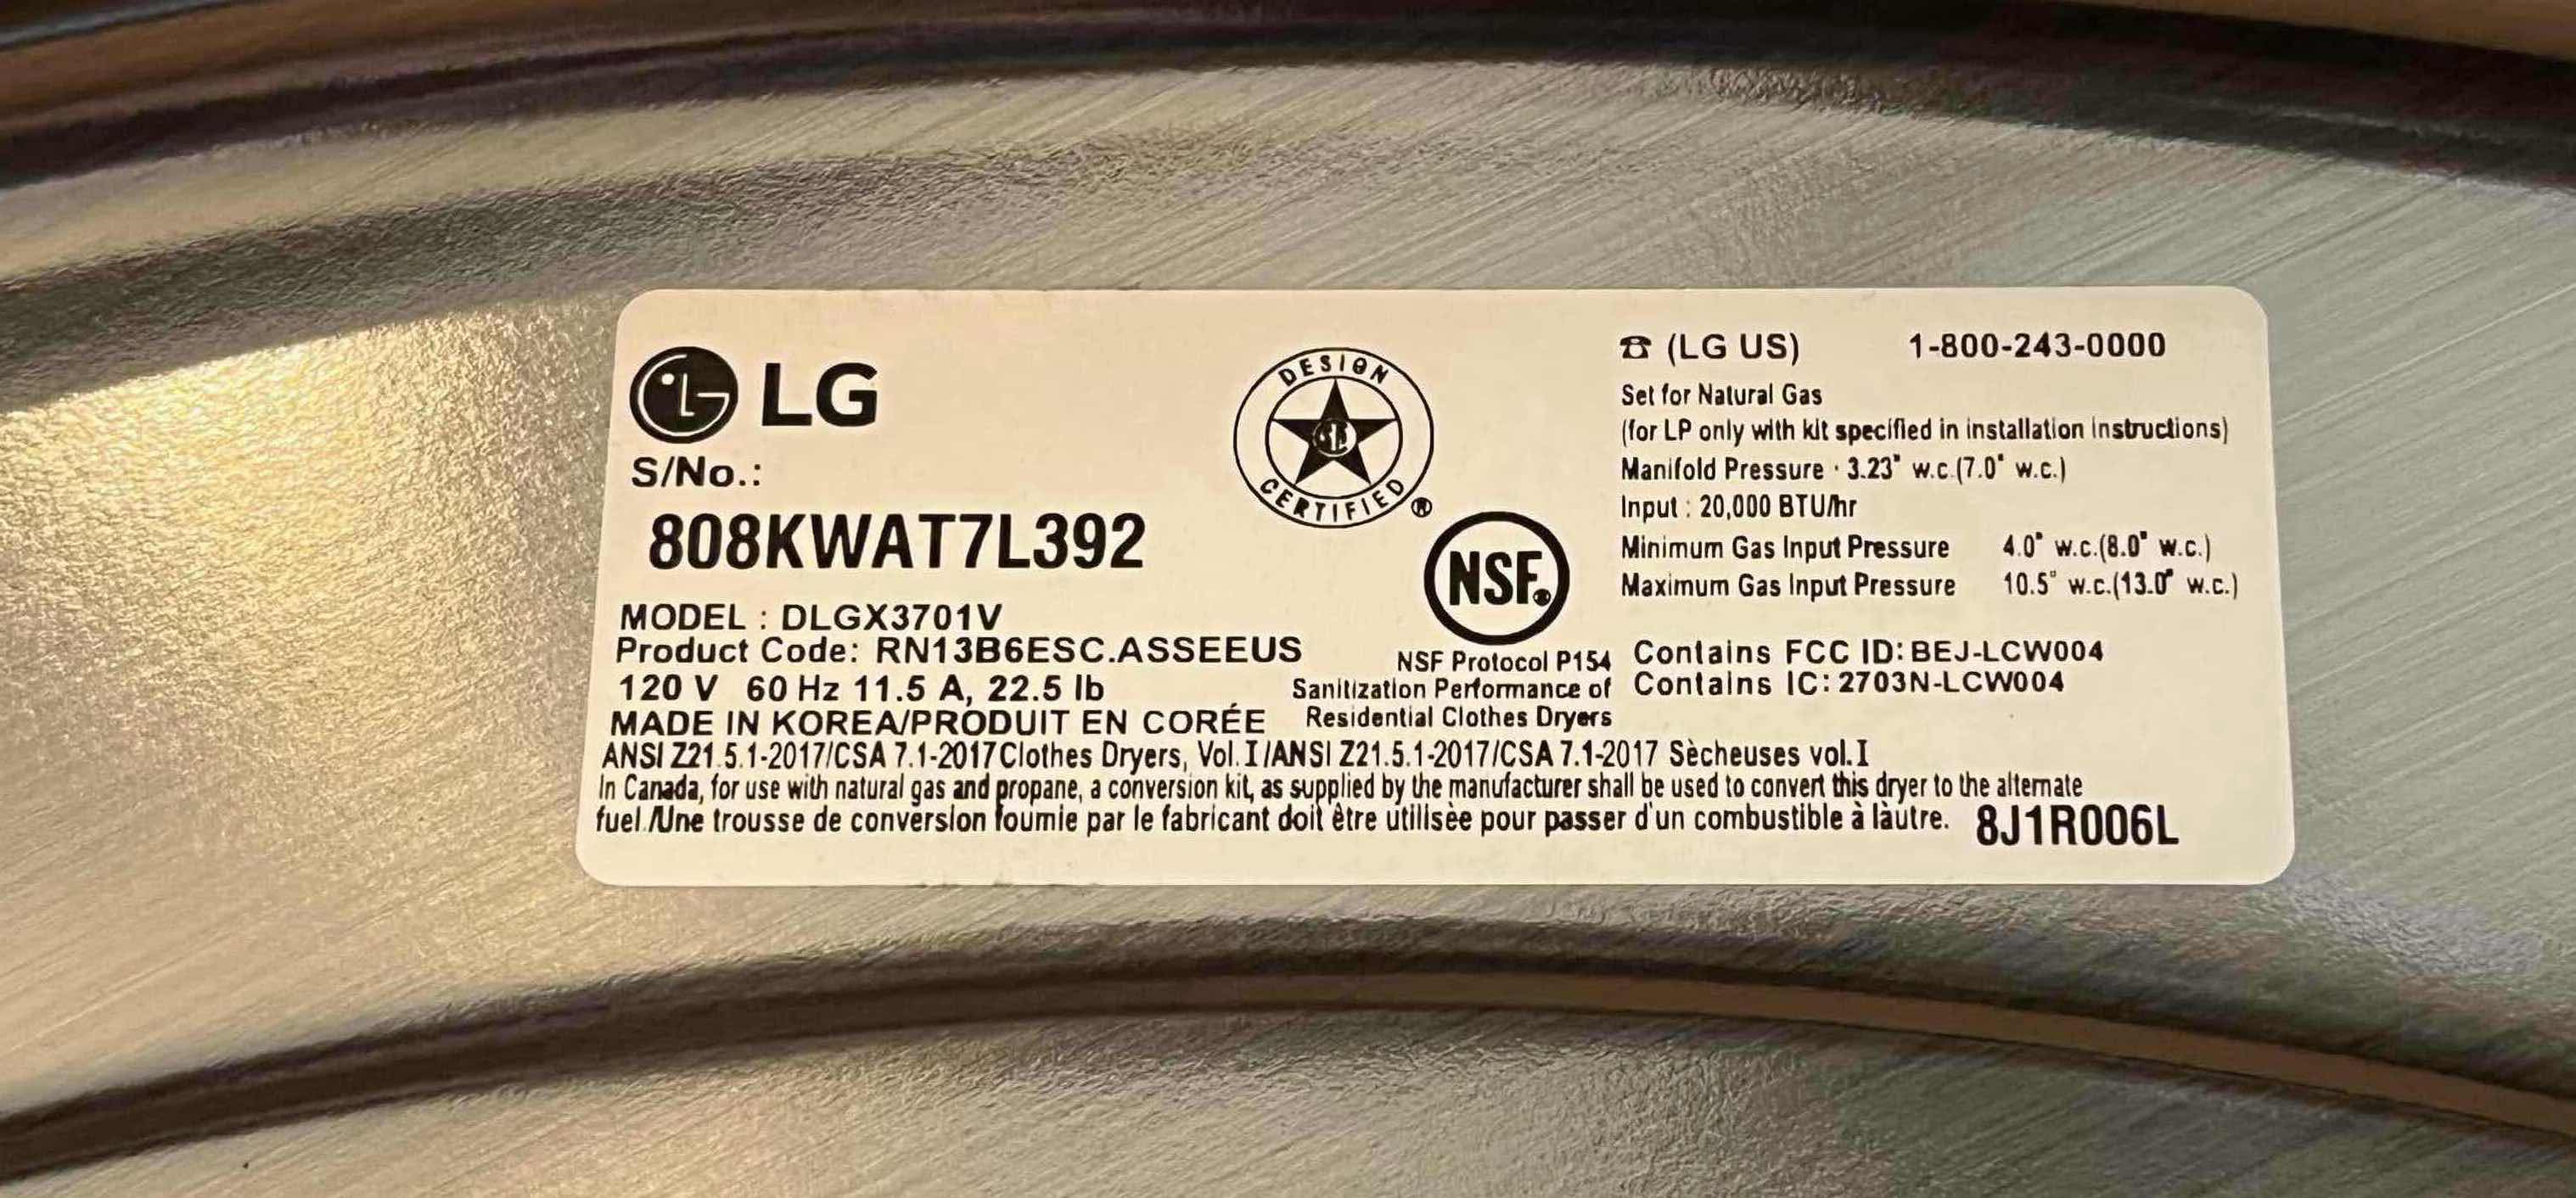 LG
S/No.:
808KWAT7L392
MODEL : DLGX3701V
Product Code: RN13B6ESC.ASSEEUS
120 V 60 Hz 11.5 A, 22.5 lb
MADE IN KOREA/PRODUIT EN CORÉE
DESIGN
CERTIFIED
®
NSF®
NSF Protocol P154
Sanitization Performance of
Residential Clothes Dryers
☎ (LG US) 1-800-243-0000
Set for Natural Gas
(for LP only with kit specified in installation instructions)
Manifold Pressure : 3.23" w.c.(7.0" w.c.)
Input : 20,000 BTU/hr
Minimum Gas Input Pressure 4.0" w.c.(8.0" w.c.)
Maximum Gas Input Pressure 10.5" w.c.(13.0" w.c.)
Contains FCC ID: BEJ-LCW004
Contains IC: 2703N-LCW004
ANSI Z21.5.1-2017/CSA 7.1-2017 Clothes Dryers, Vol. I /ANSI Z21.5.1-2017/CSA 7.1-2017 Sècheuses vol.I
In Canada, for use with natural gas and propane, a conversion kit, as supplied by the manufacturer shall be used to convert this dryer to the alternate
fuel./Une trousse de conversion fournie par le fabricant doit être utilisèe pour passer d'un combustible à làutre. 8J1R006L